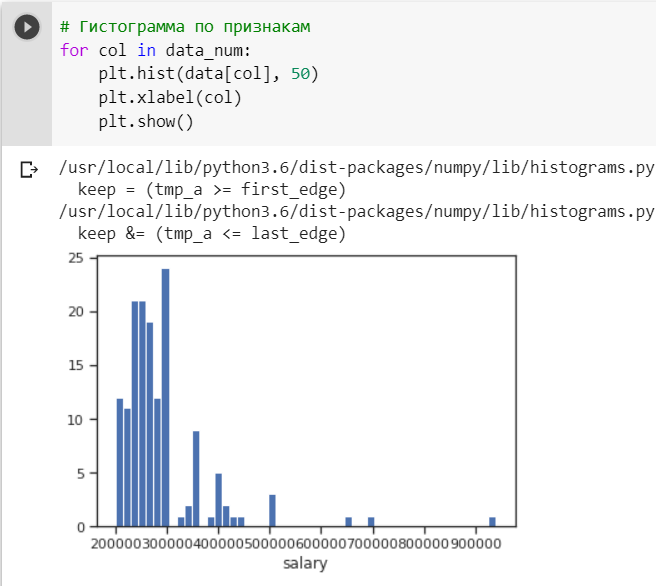 # Гистограмма по признакам
for col in data_num:
    plt.hist(data[col], 50)
    plt.xlabel(col)
    plt.show()
/usr/local/lib/python3.6/dist-packages/numpy/lib/histograms.py
  keep = (tmp_a >= first_edge)
/usr/local/lib/python3.6/dist-packages/numpy/lib/histograms.py
  keep &= (tmp_a <= last_edge)
25
20
15
10
5
0
200000300000400000500000600000700000800000900000
salary